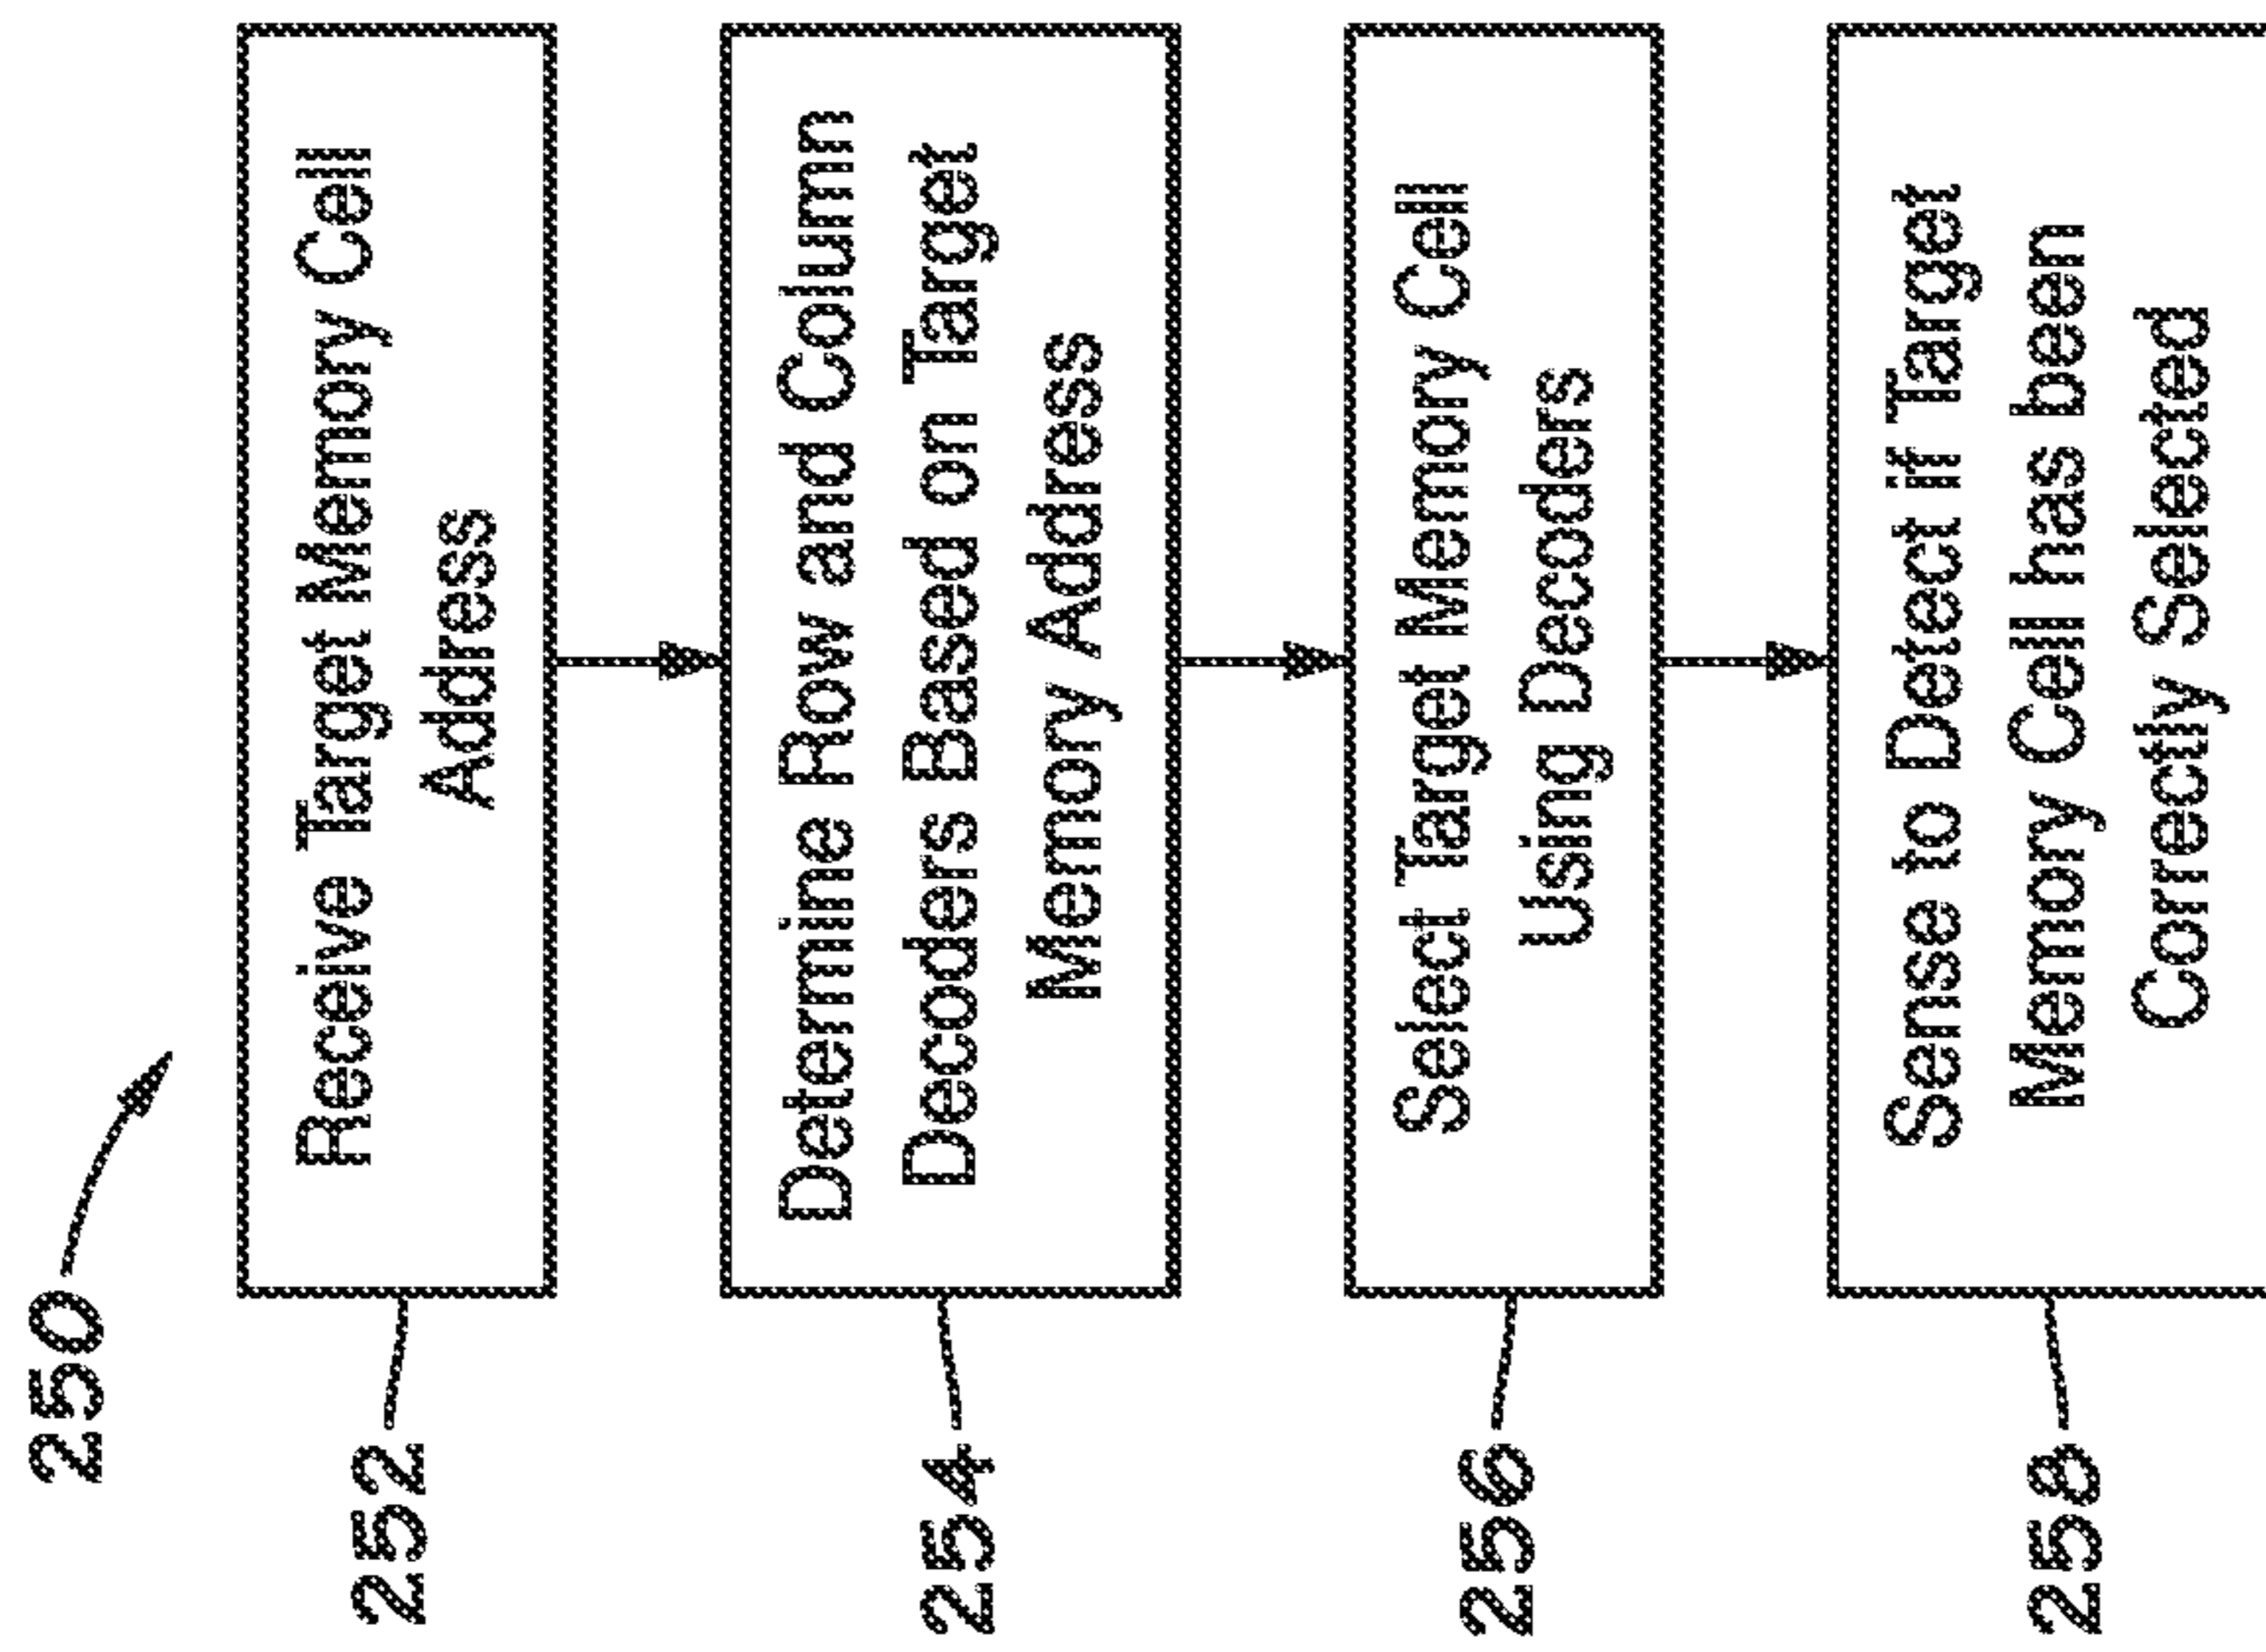 250
252
Receive Target Memory Cell
Address
254
Determine Row and Column
Decoders Based on Target
Memory Address
256
Select Target Memory Cell
Using Decoders
258
Sense to Detect if Target
Memory Cell has been
Correctly Selected